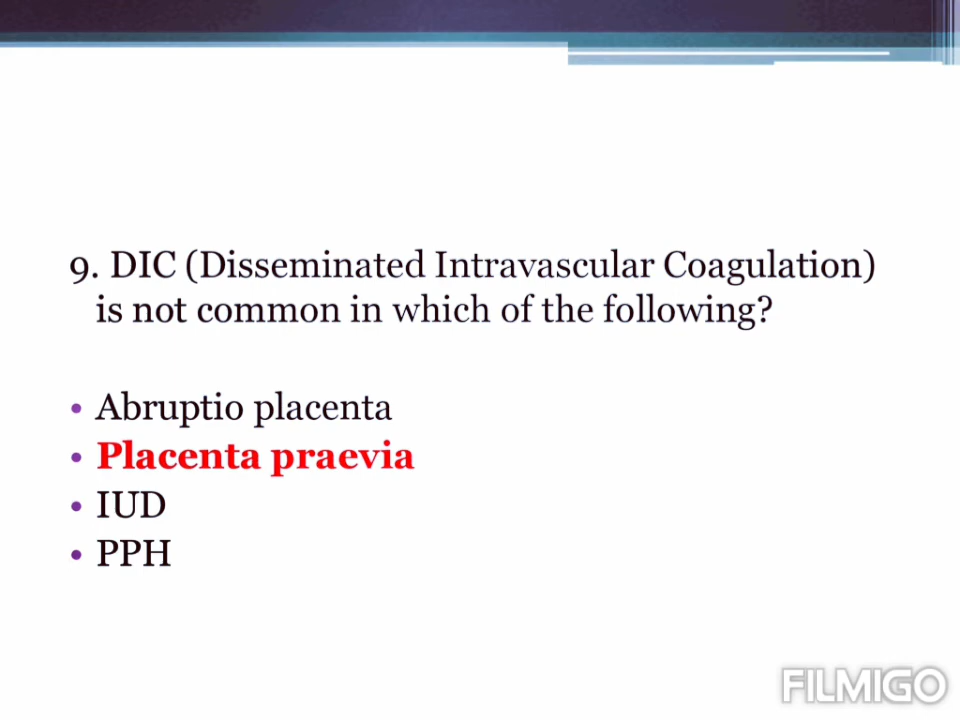 9. DIC (Disseminated Intravascular Coagulation)
is not common in which of the following?
• Abruptio placenta
• Placenta praevia
• IUD
• PPH
FILMIGO